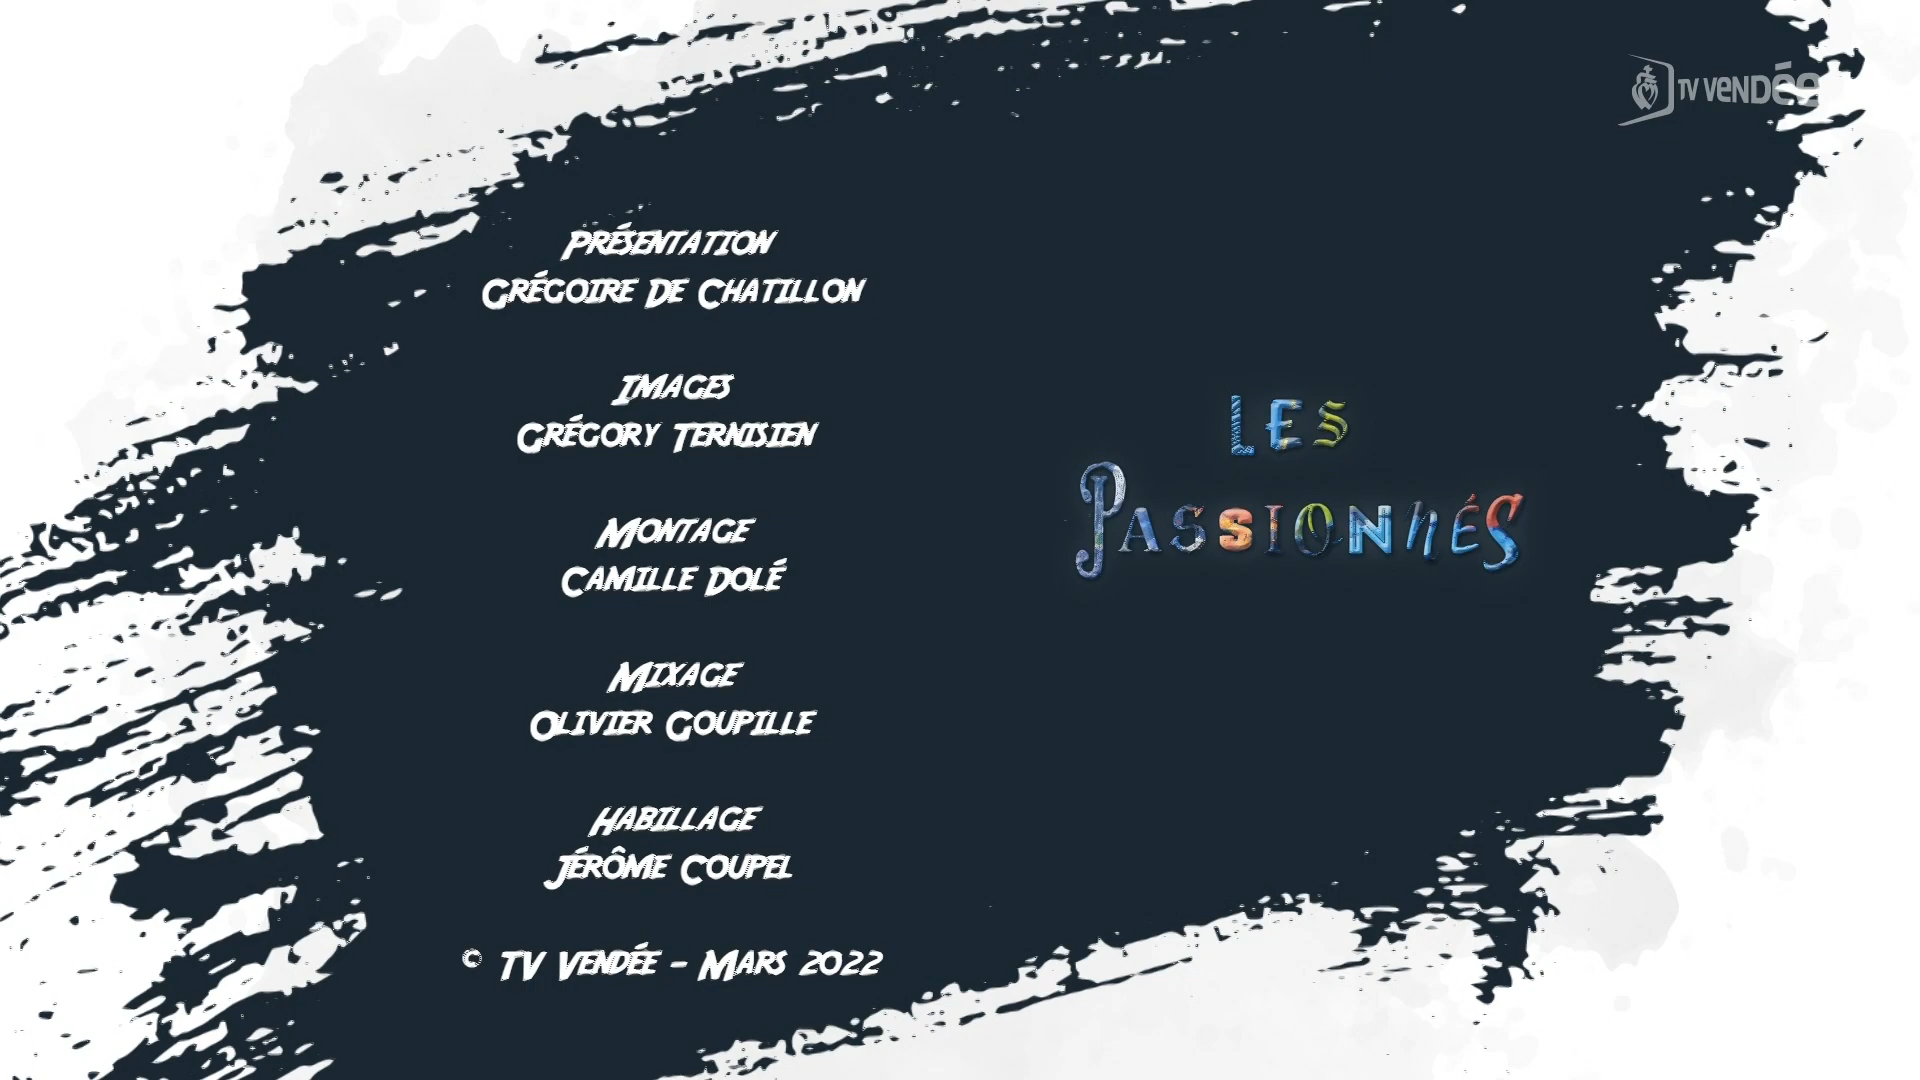 TV VENDÉE
Présentation
Grégoire De Chatillon
Images
Grégory Ternisien
Montage
Camille Dolé
Mixage
Olivier Goupille
Habillage
Jérôme Coupel
© TV Vendée - Mars 2022
LES
PASSIONNÉS